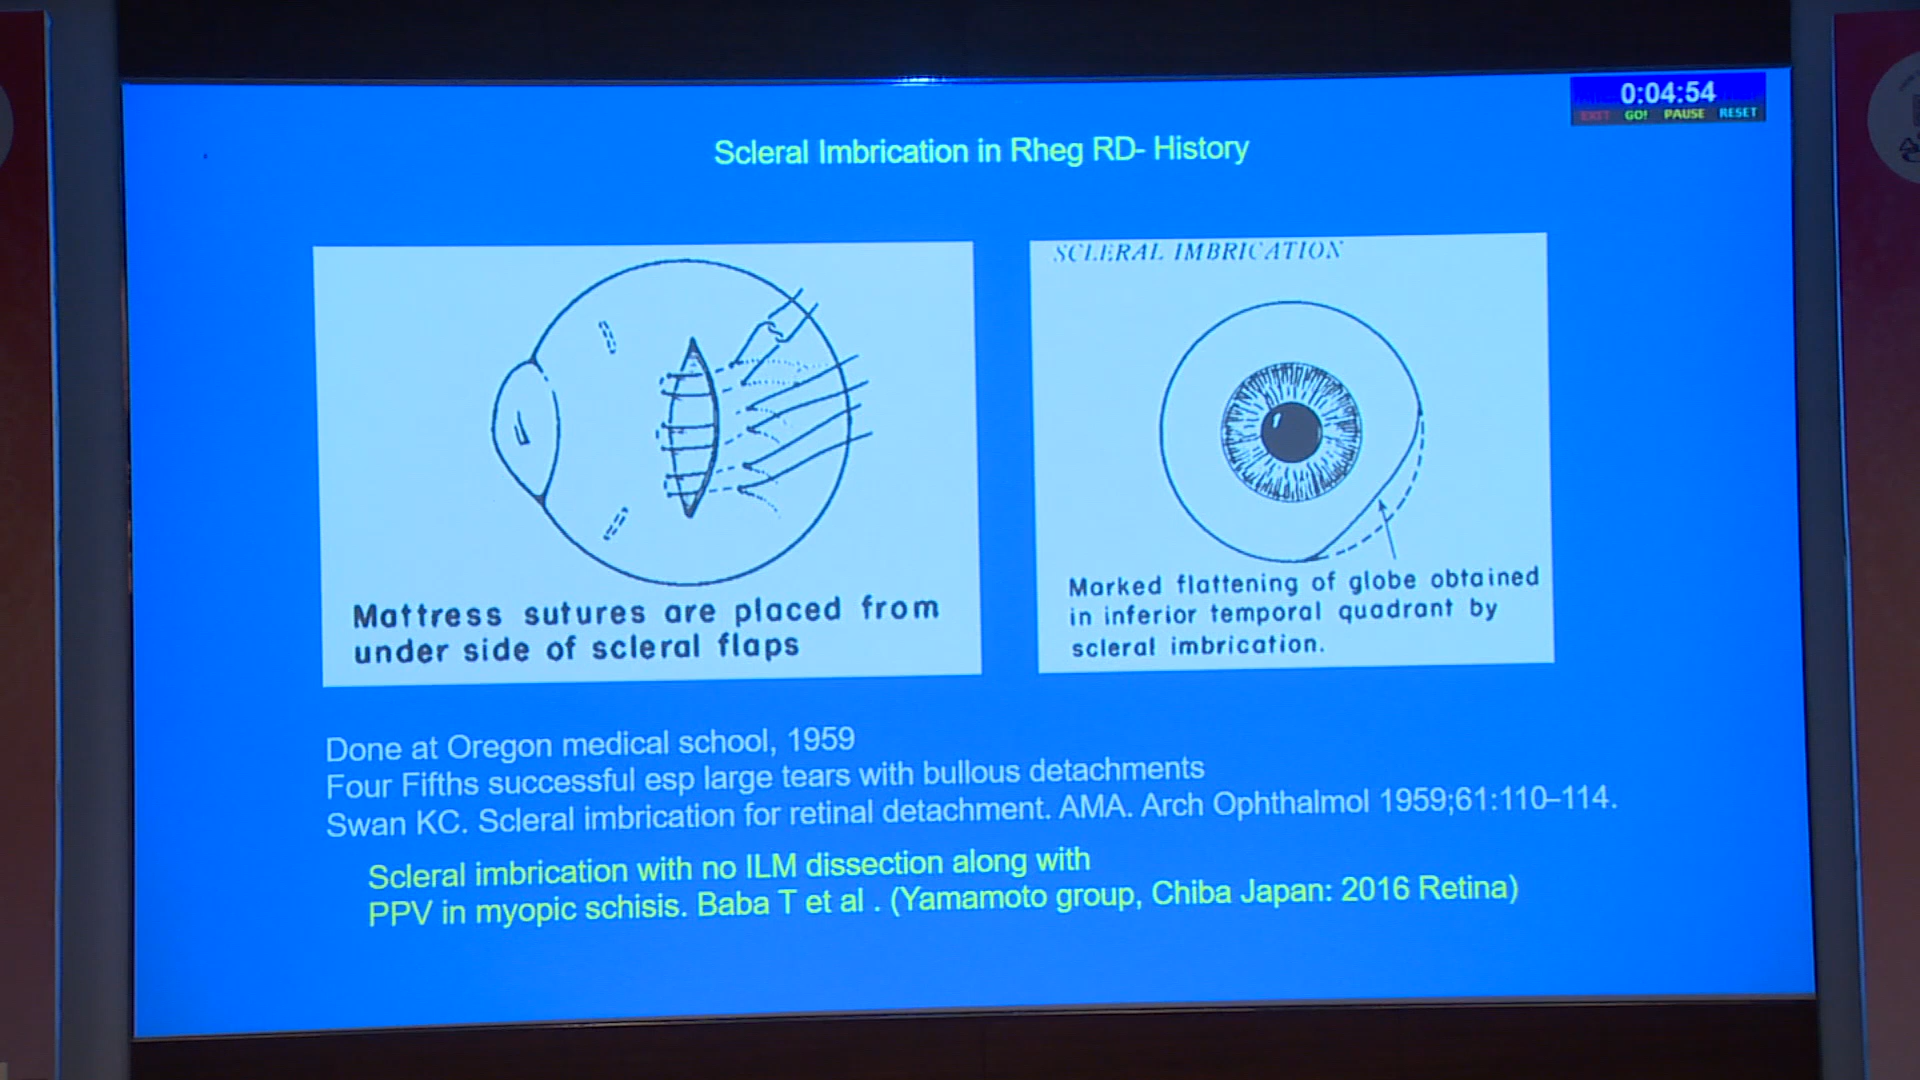 0:04:54
EXIT GO! PAUSE RESET
Scleral Imbrication in Rheg RD- History
SCLERAL IMBRICATION
Mattress sutures are placed from
under side of scleral flaps
Marked flattening of globe obtained
in inferior temporal quadrant by
scleral imbrication.
Done at Oregon medical school, 1959
Four Fifths successful esp large tears with bullous detachments
Swan KC. Scleral imbrication for retinal detachment. AMA. Arch Ophthalmol 1959;61:110–114.
Scleral imbrication with no ILM dissection along with
PPV in myopic schisis. Baba T et al . (Yamamoto group, Chiba Japan: 2016 Retina)